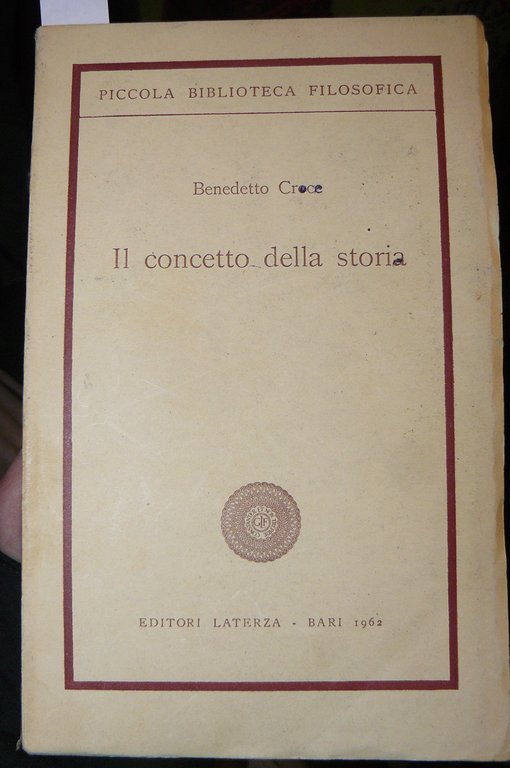 PICCOLA BIBLIOTECA FILOSOFICA
Benedetto Croce
Il concetto della storia
EDITORI LATERZA - BARI 1962